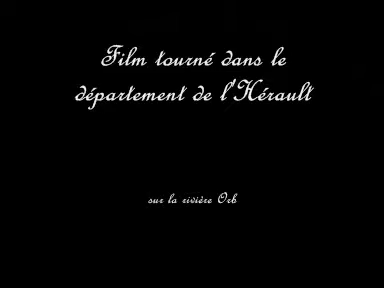 Film tourné dans le
département de l'Hérault
sur la rivière Orb